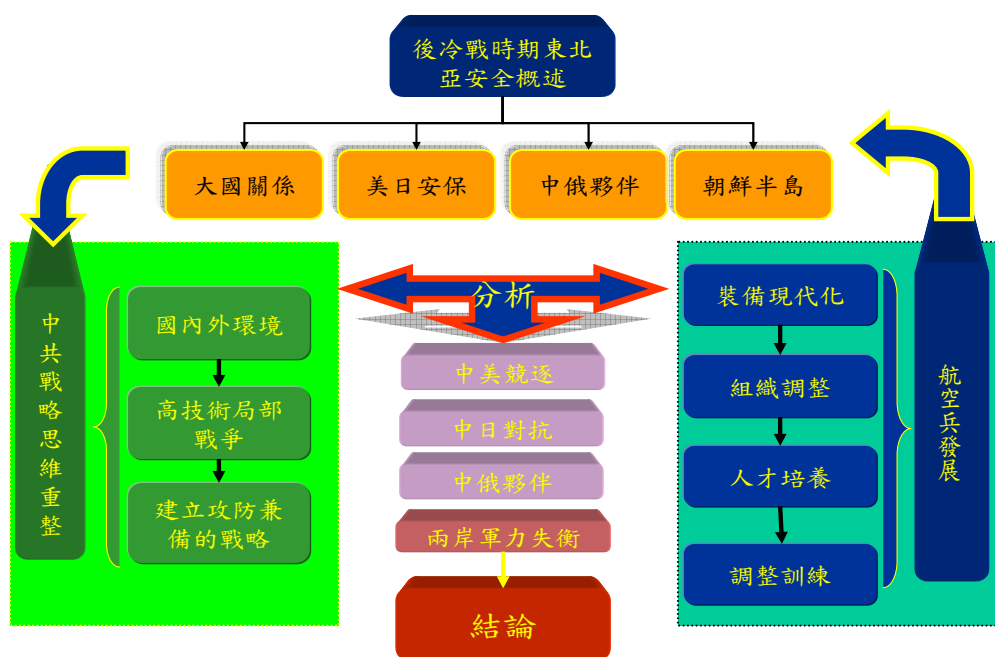 後冷戰時期東北
亞安全概述
大國關係
美日安保
中俄夥伴
朝鮮半島
中共戰略思維重整
國內外環境
高技術局部
戰爭
建立攻防兼
備的戰略
分析
中美競逐
中日對抗
中俄夥伴
兩岸軍力失衡
結論
裝備現代化
組織調整
人才培養
調整訓練
航空兵發展